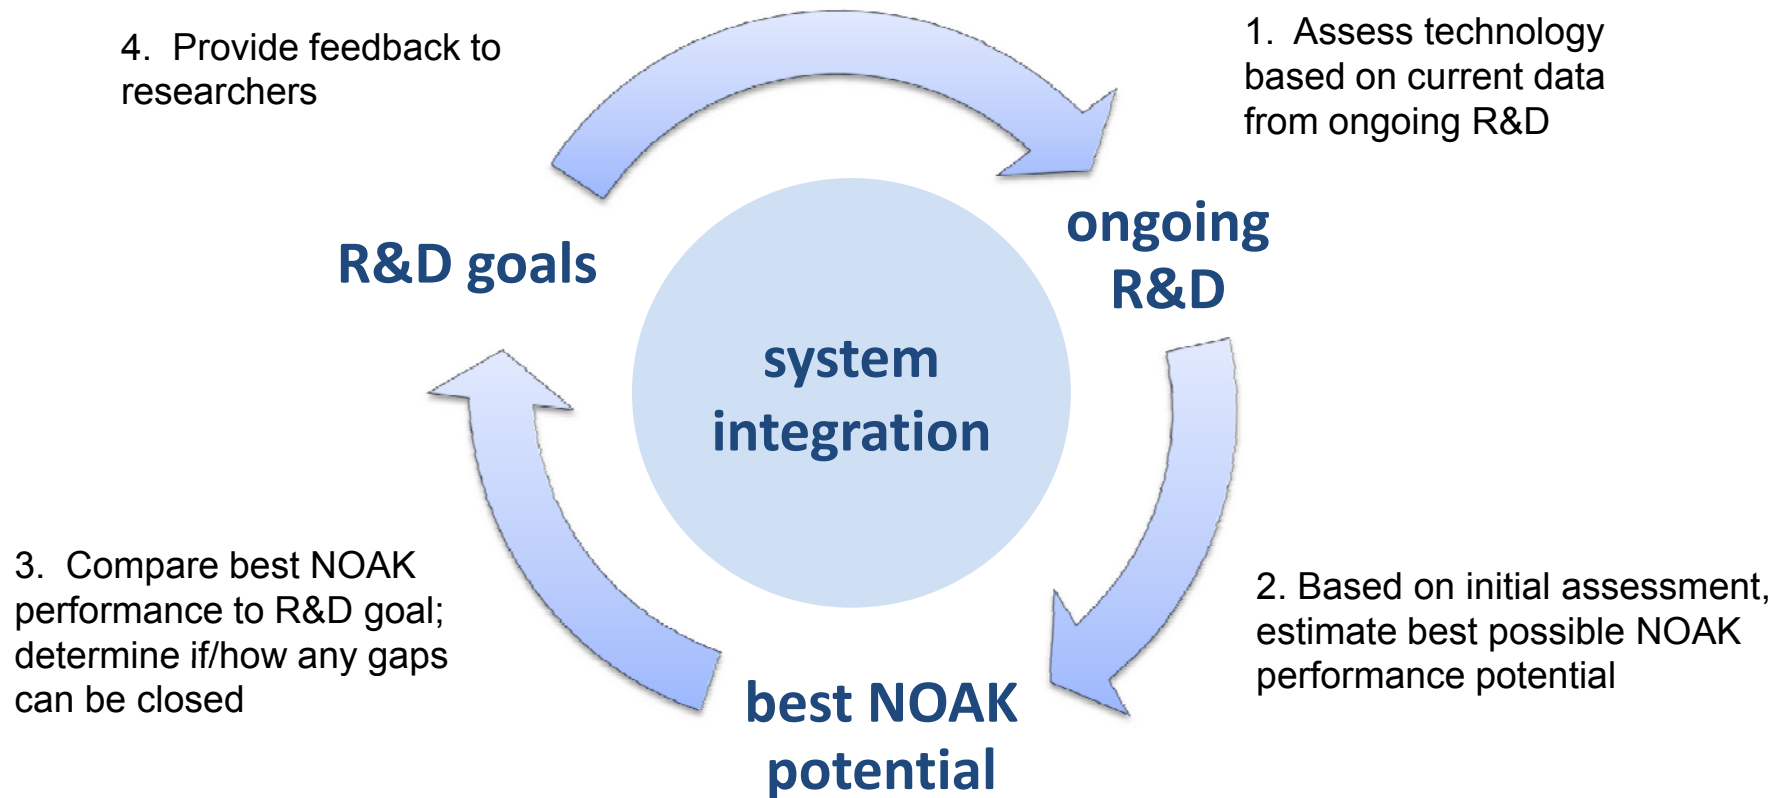 4.  Provide feedback to
researchers
1.  Assess technology
based on current data
from ongoing R&D
R&D goals
ongoing
R&D
system
integration
3.  Compare best NOAK
performance to R&D goal;
determine if/how any gaps
can be closed
2. Based on initial assessment,
estimate best possible NOAK
performance potential
best NOAK
potential